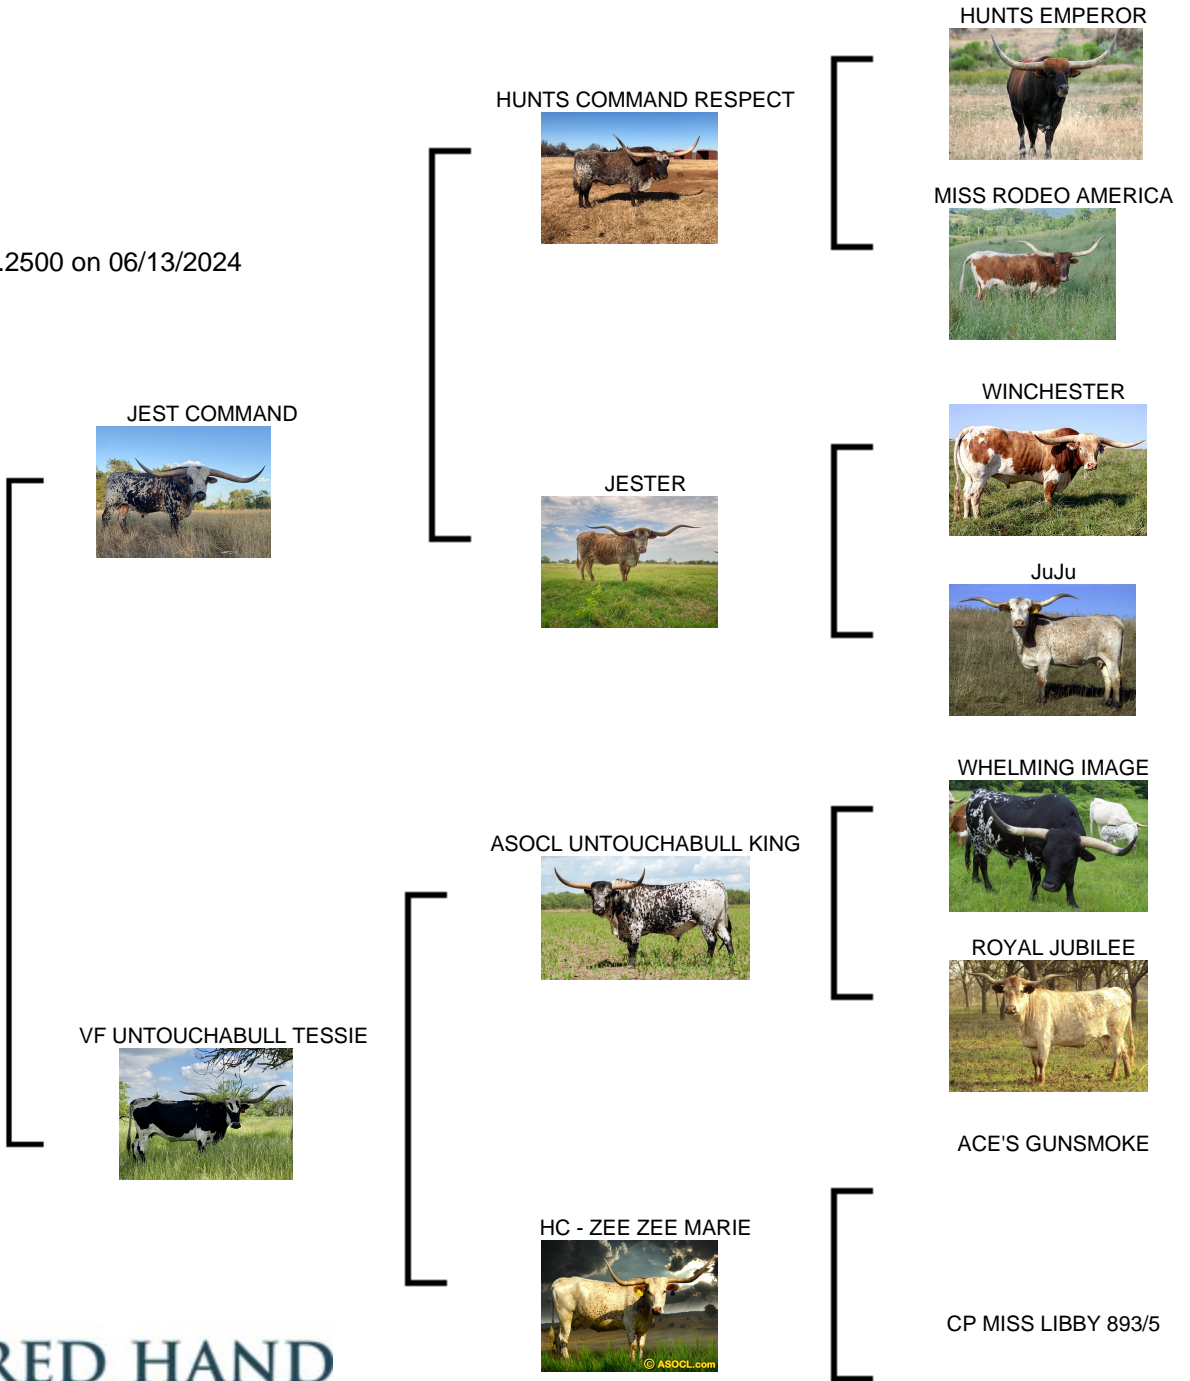 HUNTS EMPEROR
HUNTS COMMAND RESPECT
MISS RODEO AMERICA
.2500 on 06/13/2024
WINCHESTER
JEST COMMAND
JESTER
JuJu
WHELMING IMAGE
ASOCL UNTOUCHABULL KING
ROYAL JUBILEE
VF UNTOUCHABULL TESSIE
ACE'S GUNSMOKE
HC - ZEE ZEE MARIE
CP MISS LIBBY 893/5
© ASOCL.com
RED HAND